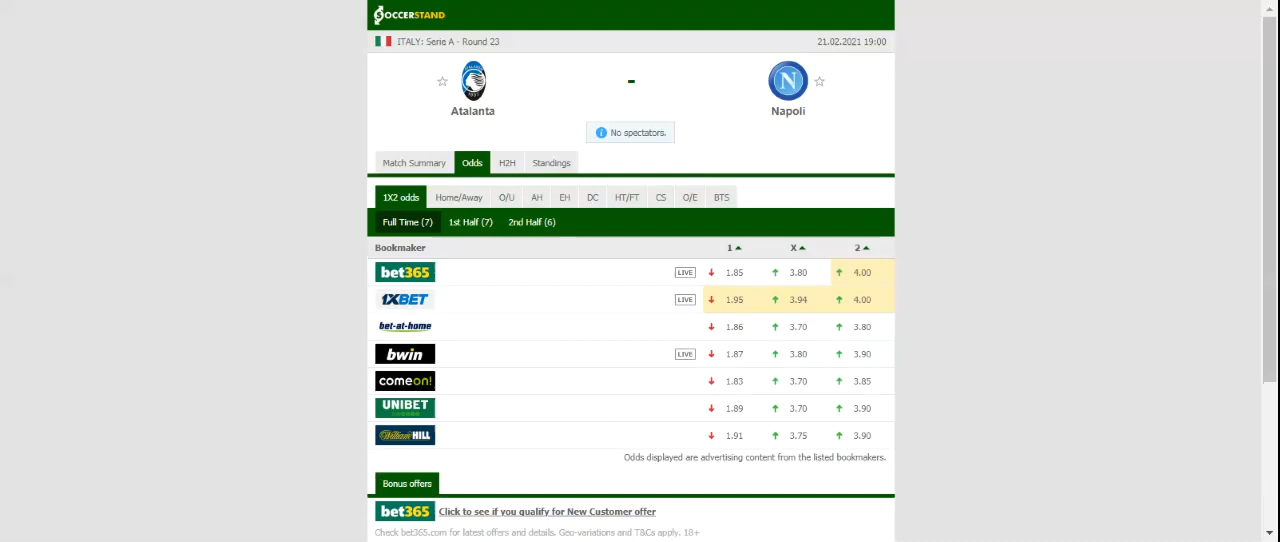 SOCCERSTAND
ITALY: Serie A - Round 23 21.02.2021 19:00
-
Atalanta Napoli
No spectators.
Match Summary Odds H2H Standings
1X2 odds Home/Away O/U AH EH DC HT/FT CS O/E BTS
Full Time (7) 1st Half (7) 2nd Half (6)
Bookmaker 1 X 2
bet365 LIVE 1.85 3.80 4.00
1XBET LIVE 1.95 3.94 4.00
bet-at-home 1.86 3.70 3.80
bwin LIVE 1.87 3.80 3.90
comeon! 1.83 3.70 3.85
UNIBET 1.89 3.70 3.90
William HILL 1.91 3.75 3.90
Odds displayed are advertising content from the listed bookmakers.
Bonus offers
bet365 Click to see if you qualify for New Customer offer
Check bet365.com for latest offers and details. Geo-variations and T&Cs apply. 18+